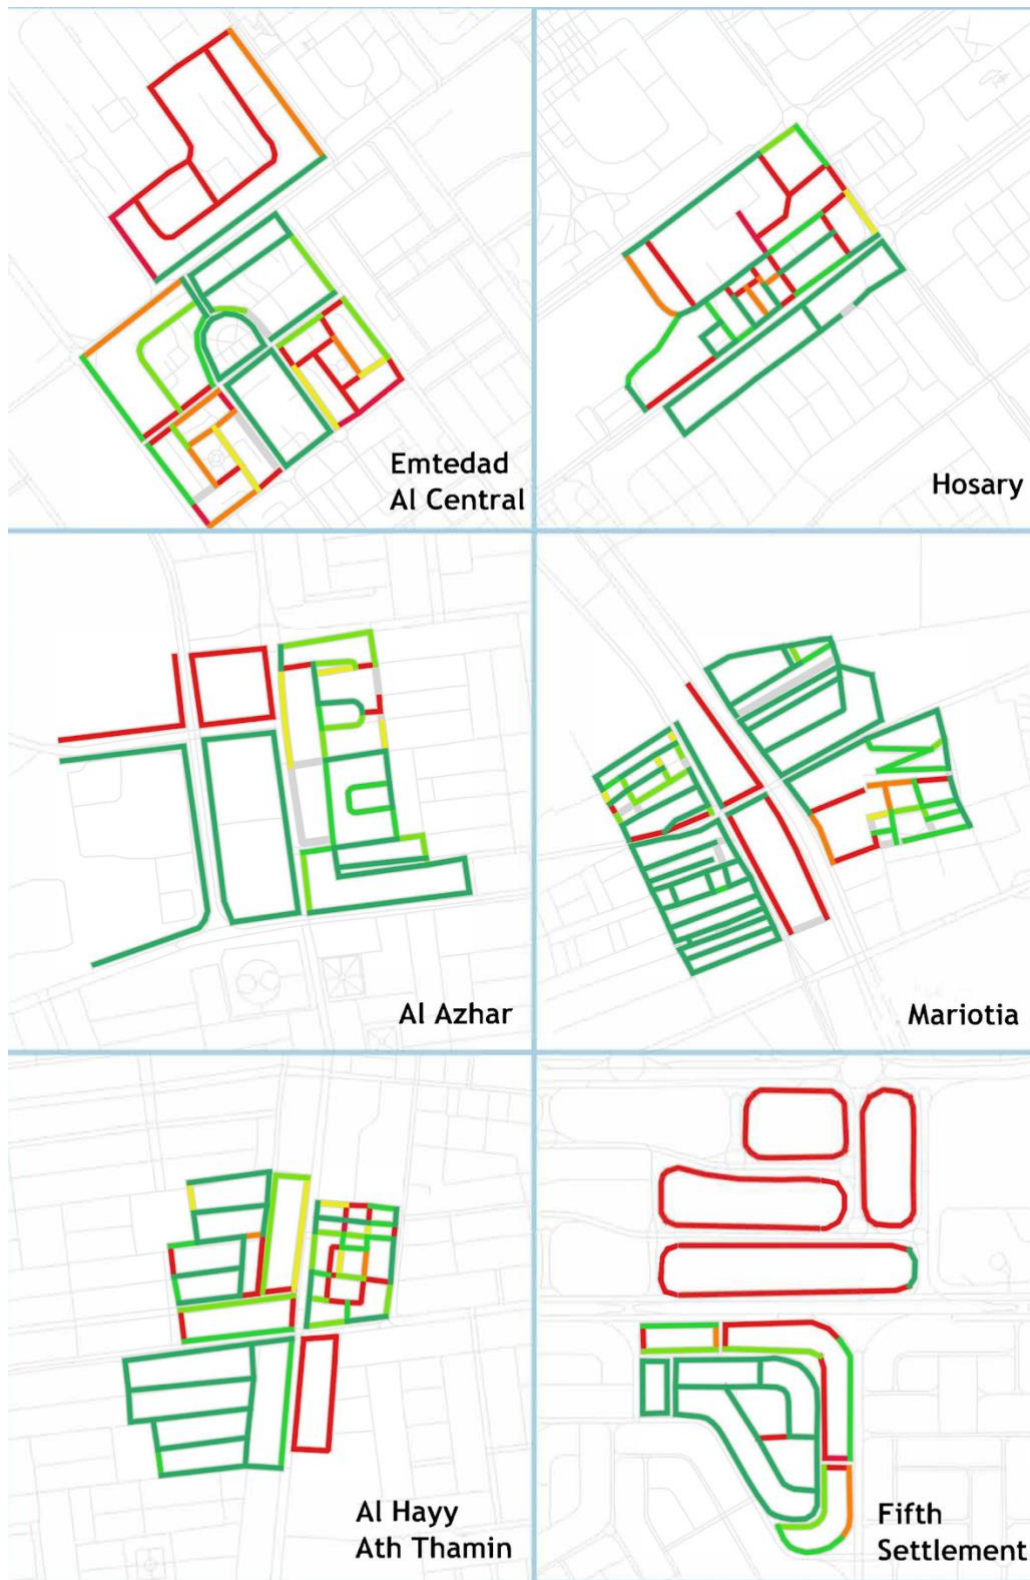 Emtedad
Al Central
Hosary
Al Azhar
Mariotia
Al Hayy
Ath Thamin
Fifth
Settlement